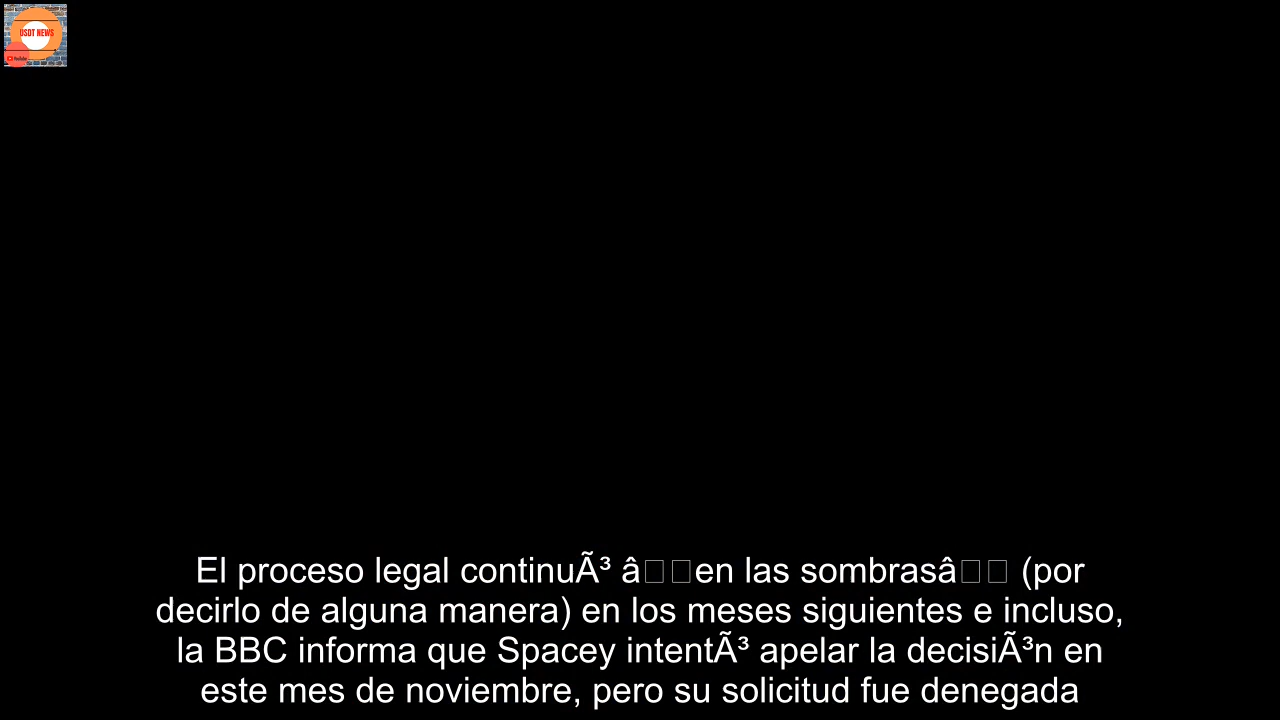 USDT NEWS
YouTube
El proceso legal continuÃ³ â□□en las sombrasâ□□ (por
decirlo de alguna manera) en los meses siguientes e incluso,
la BBC informa que Spacey intentÃ³ apelar la decisiÃ³n en
este mes de noviembre, pero su solicitud fue denegada